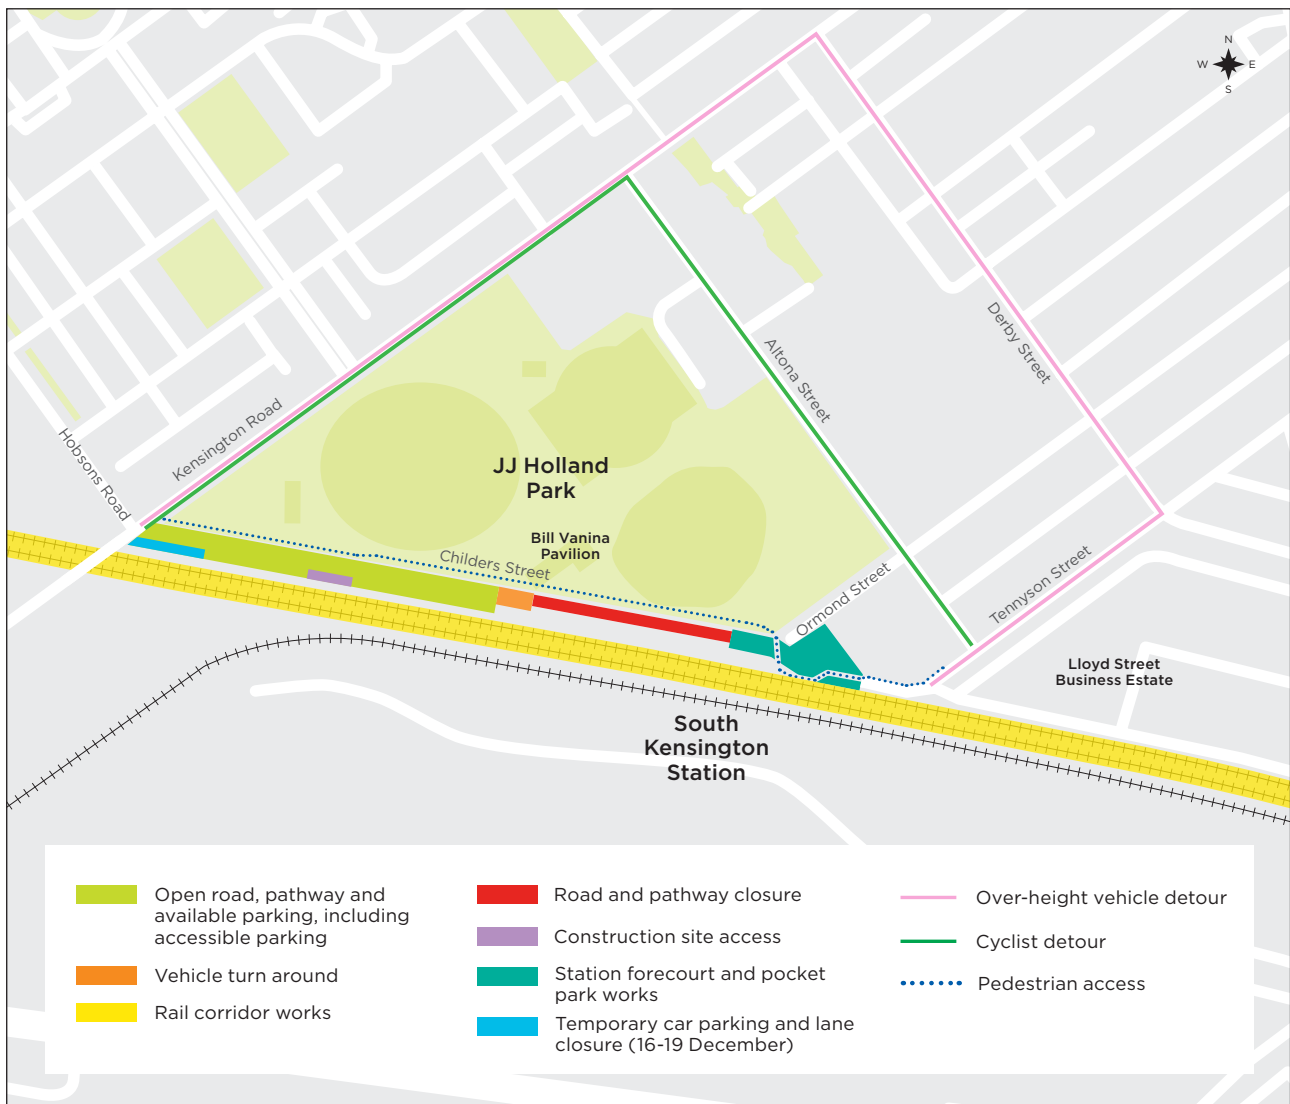 N
W E
S
Derby Street
Altona Street
Kensington Road
Hobsons Road
JJ Holland
Park
Bill Vanina
Pavilion
Childers Street
Ormond Street
Tennyson Street
Lloyd Street
Business Estate
South
Kensington
Station
Open road, pathway and
available parking, including
accessible parking
Vehicle turn around
Rail corridor works
Road and pathway closure
Construction site access
Station forecourt and pocket
park works
Temporary car parking and lane
closure (16-19 December)
Over-height vehicle detour
Cyclist detour
Pedestrian access